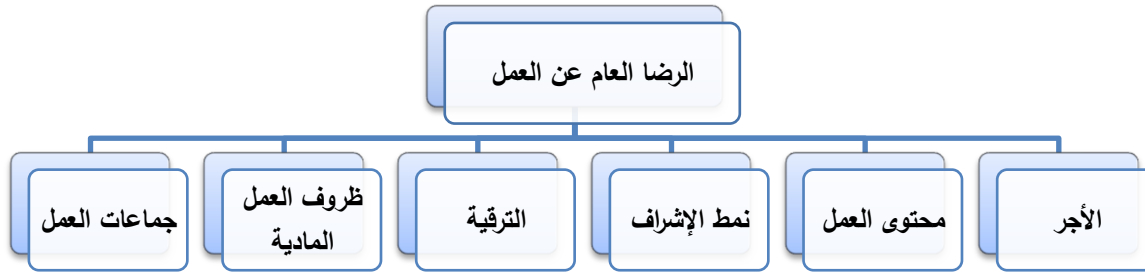 الرضا العام عن العمل
الأجر
محتوى العمل
نمط الإشراف
الترقية
ظروف العمل
المادية
جماعات العمل